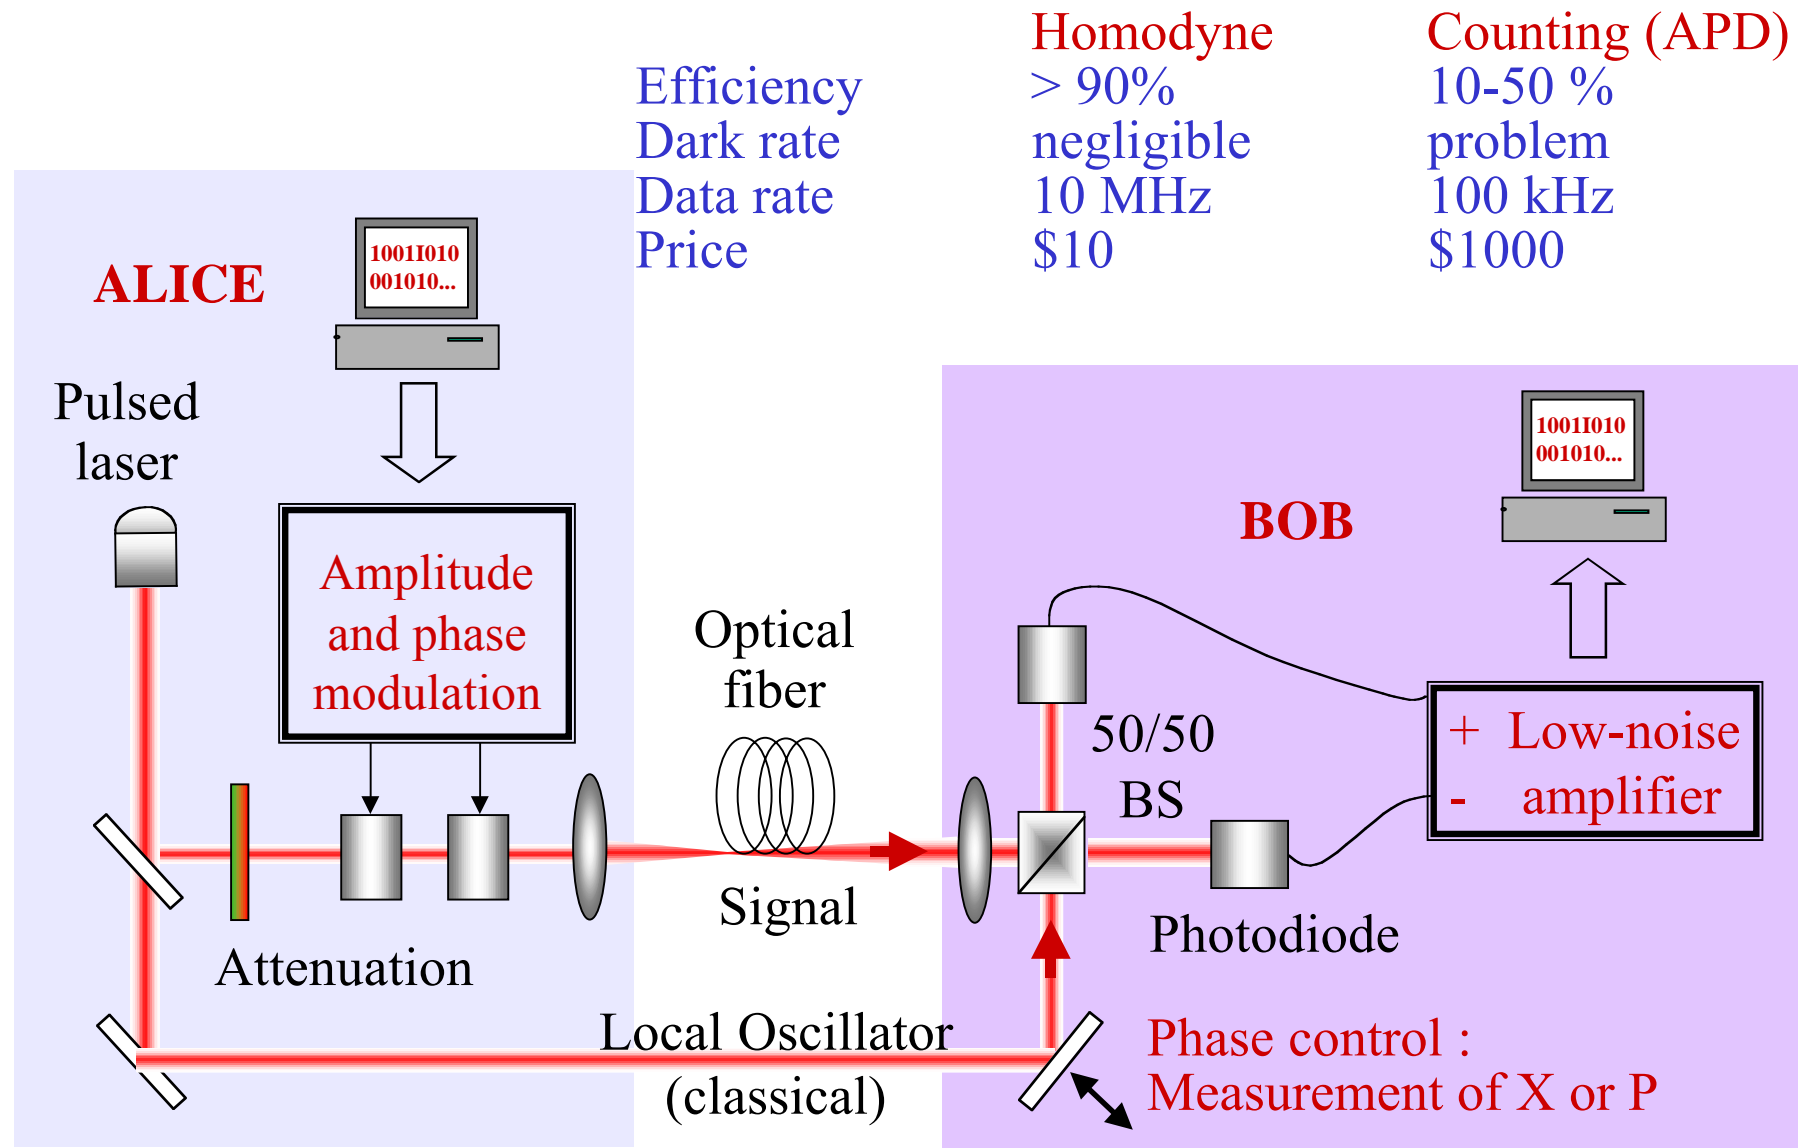 Homodyne Counting (APD)
Efficiency > 90% 10-50 %
Dark rate negligible problem
Data rate 10 MHz 100 kHz
Price $10 $1000
ALICE
1001I010
001010...
Pulsed
laser
Amplitude
and phase
modulation
Attenuation
Optical
fiber
Signal
Local Oscillator
(classical)
BOB
1001I010
001010...
50/50
BS
+ Low-noise
- amplifier
Photodiode
Phase control :
Measurement of X or P